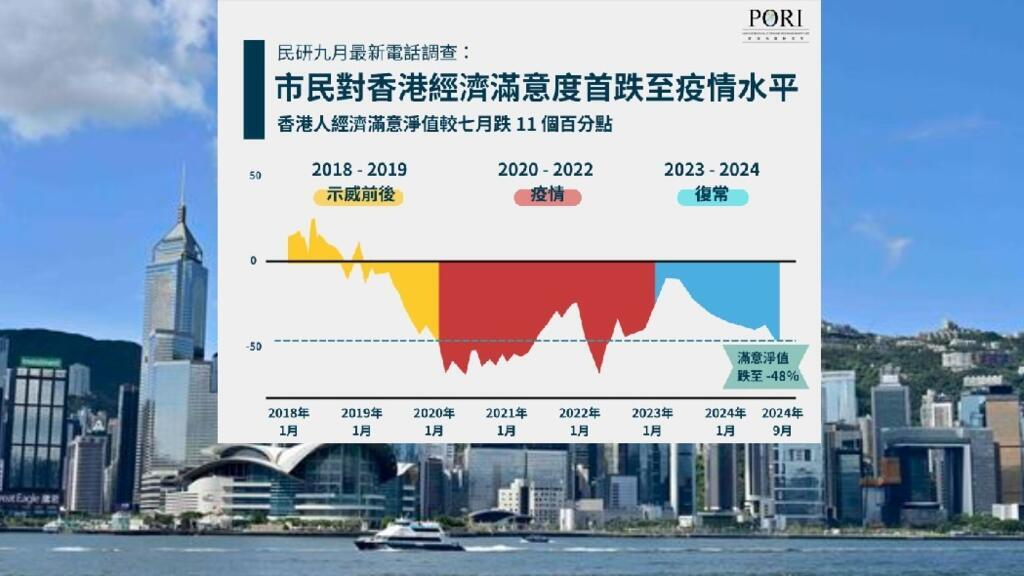 PORI
民研九月最新電話調查：
市民對香港經濟滿意度首跌至疫情水平
香港人經濟滿意淨值較七月跌 11 個百分點
2018 - 2019
示威前後
2020 - 2022
疫情
2023 - 2024
復常
50
0
-50
滿意淨值
跌至 -48%
2018年
1月
2019年
1月
2020年
1月
2021年
1月
2022年
1月
2023年
1月
2024年
1月
2024年
9月
Great Eagle 鷹君